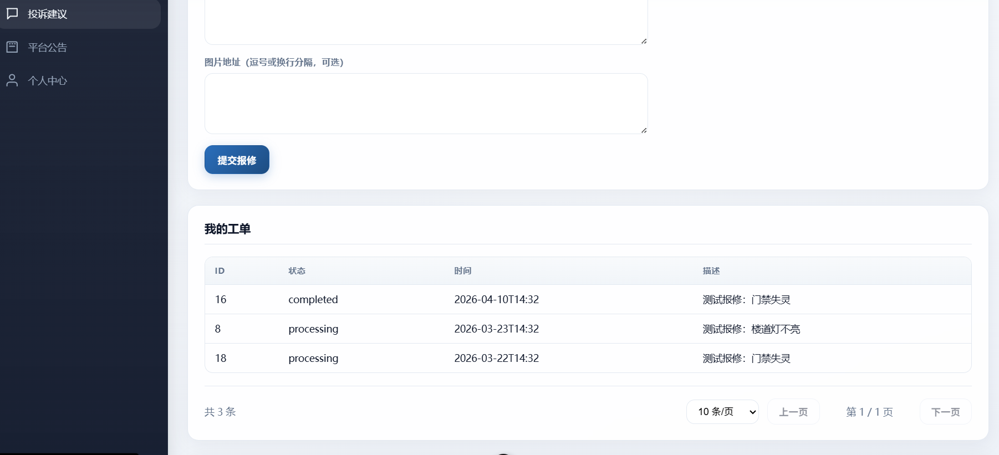 投诉建议
平台公告
个人中心
图片地址（逗号或换行分隔，可选）
提交报修
我的工单
ID 状态 时间 描述
16 completed 2026-04-10T14:32 测试报修：门禁失灵
8 processing 2026-03-23T14:32 测试报修：楼道灯不亮
18 processing 2026-03-22T14:32 测试报修：门禁失灵
共 3 条 10 条/页 上一页 第 1 / 1 页 下一页